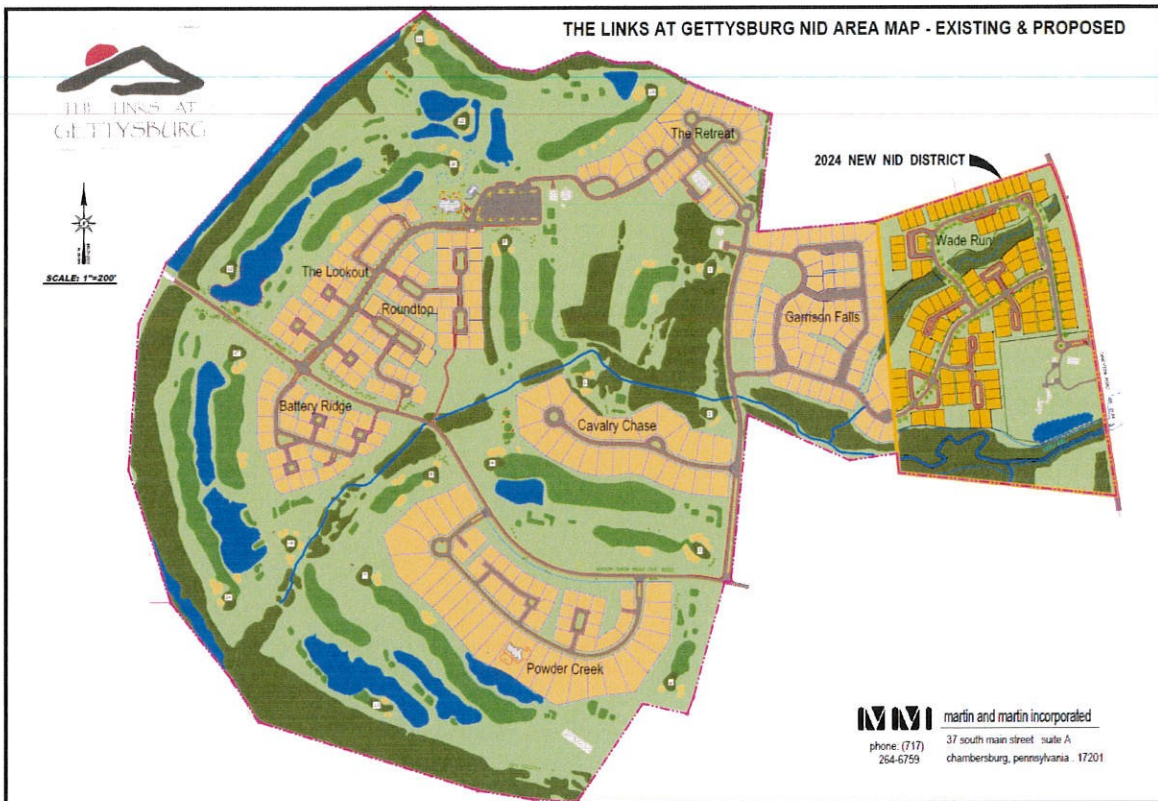 THE LINKS AT GETTYSBURG NID AREA MAP - EXISTING & PROPOSED
THE LINKS AT
GETTYSBURG
SCALE: 1"=200'
The Retreat
2024 NEW NID DISTRICT
Wade Run
The Lookout
Roundtop
Garrison Falls
Battery Ridge
Cavalry Chase
Powder Creek
martin and martin incorporated
phone: (717)
264-6759
37 south main street suite A
chambersburg, pennsylvania . 17201